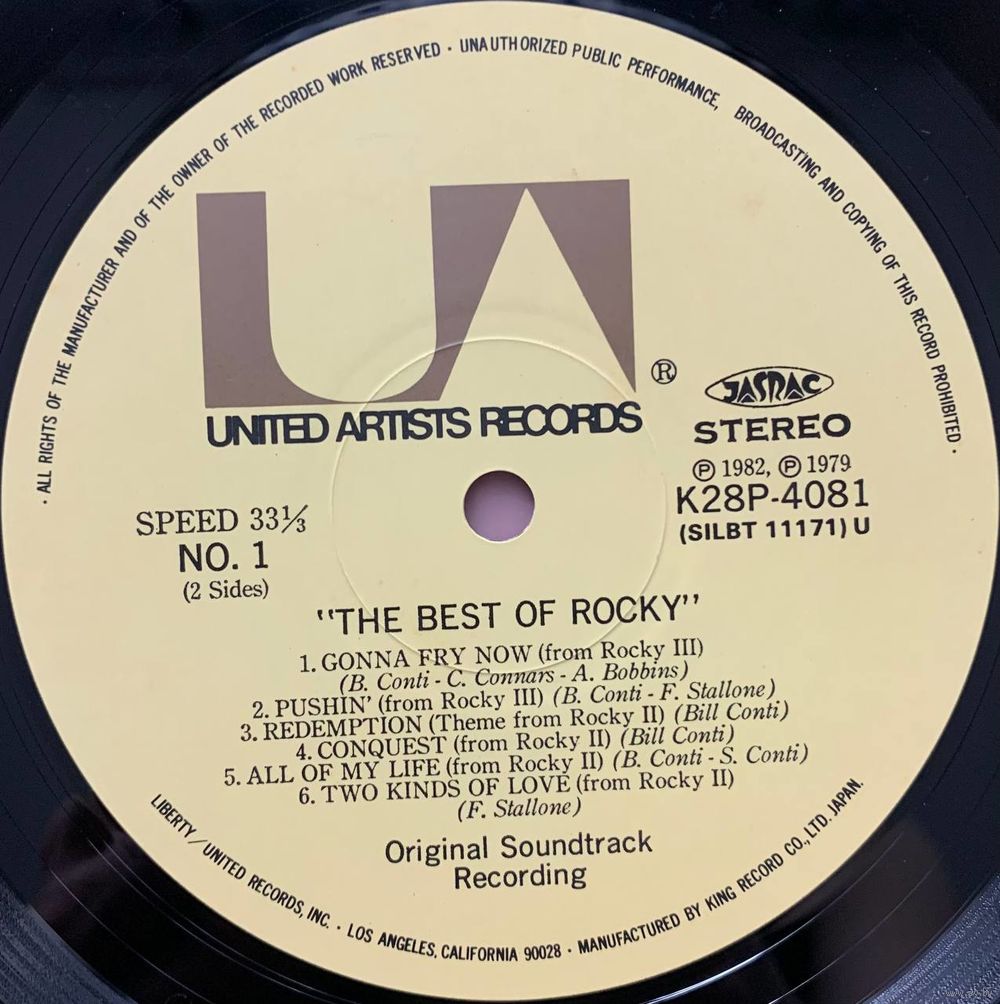 · ALL RIGHTS OF THE MANUFACTURER AND OF THE OWNER OF THE RECORDED WORK RESERVED · UNAUTHORIZED PUBLIC PERFORMANCE, BROADCASTING AND COPYING OF THIS RECORD PROHIBITED ·
UA
®
UNITED ARTISTS RECORDS
JASRAC
STEREO
Ⓟ 1982, Ⓟ 1979
K28P-4081
(SILBT 11171) U
SPEED 33⅓
NO. 1
(2 Sides)
"THE BEST OF ROCKY"
1. GONNA FRY NOW (from Rocky III)
(B. Conti - C. Connars - A. Bobbins)
2. PUSHIN' (from Rocky III) (B. Conti - F. Stallone)
3. REDEMPTION (Theme from Rocky II) (Bill Conti)
4. CONQUEST (from Rocky II) (Bill Conti)
5. ALL OF MY LIFE (from Rocky II) (B. Conti - S. Conti)
6. TWO KINDS OF LOVE (from Rocky II)
(F. Stallone)
Original Soundtrack
Recording
LIBERTY/UNITED RECORDS, INC. · LOS ANGELES, CALIFORNIA 90028 · MANUFACTURED BY KING RECORD CO., LTD. JAPAN.